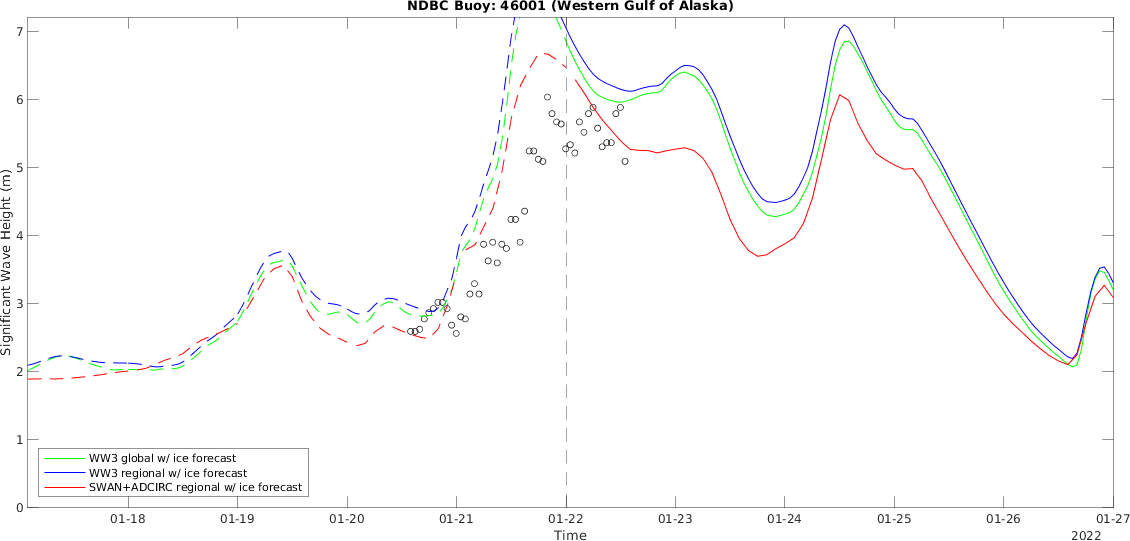 NDBC Buoy: 46001 (Western Gulf of Alaska)
7
6
5
4
3
2
1
0
Significant Wave Height (m)
WW3 global w/ ice forecast
WW3 regional w/ ice forecast
SWAN+ADCIRC regional w/ ice forecast
01-18 01-19 01-20 01-21 01-22 01-23 01-24 01-25 01-26 01-27
Time
2022